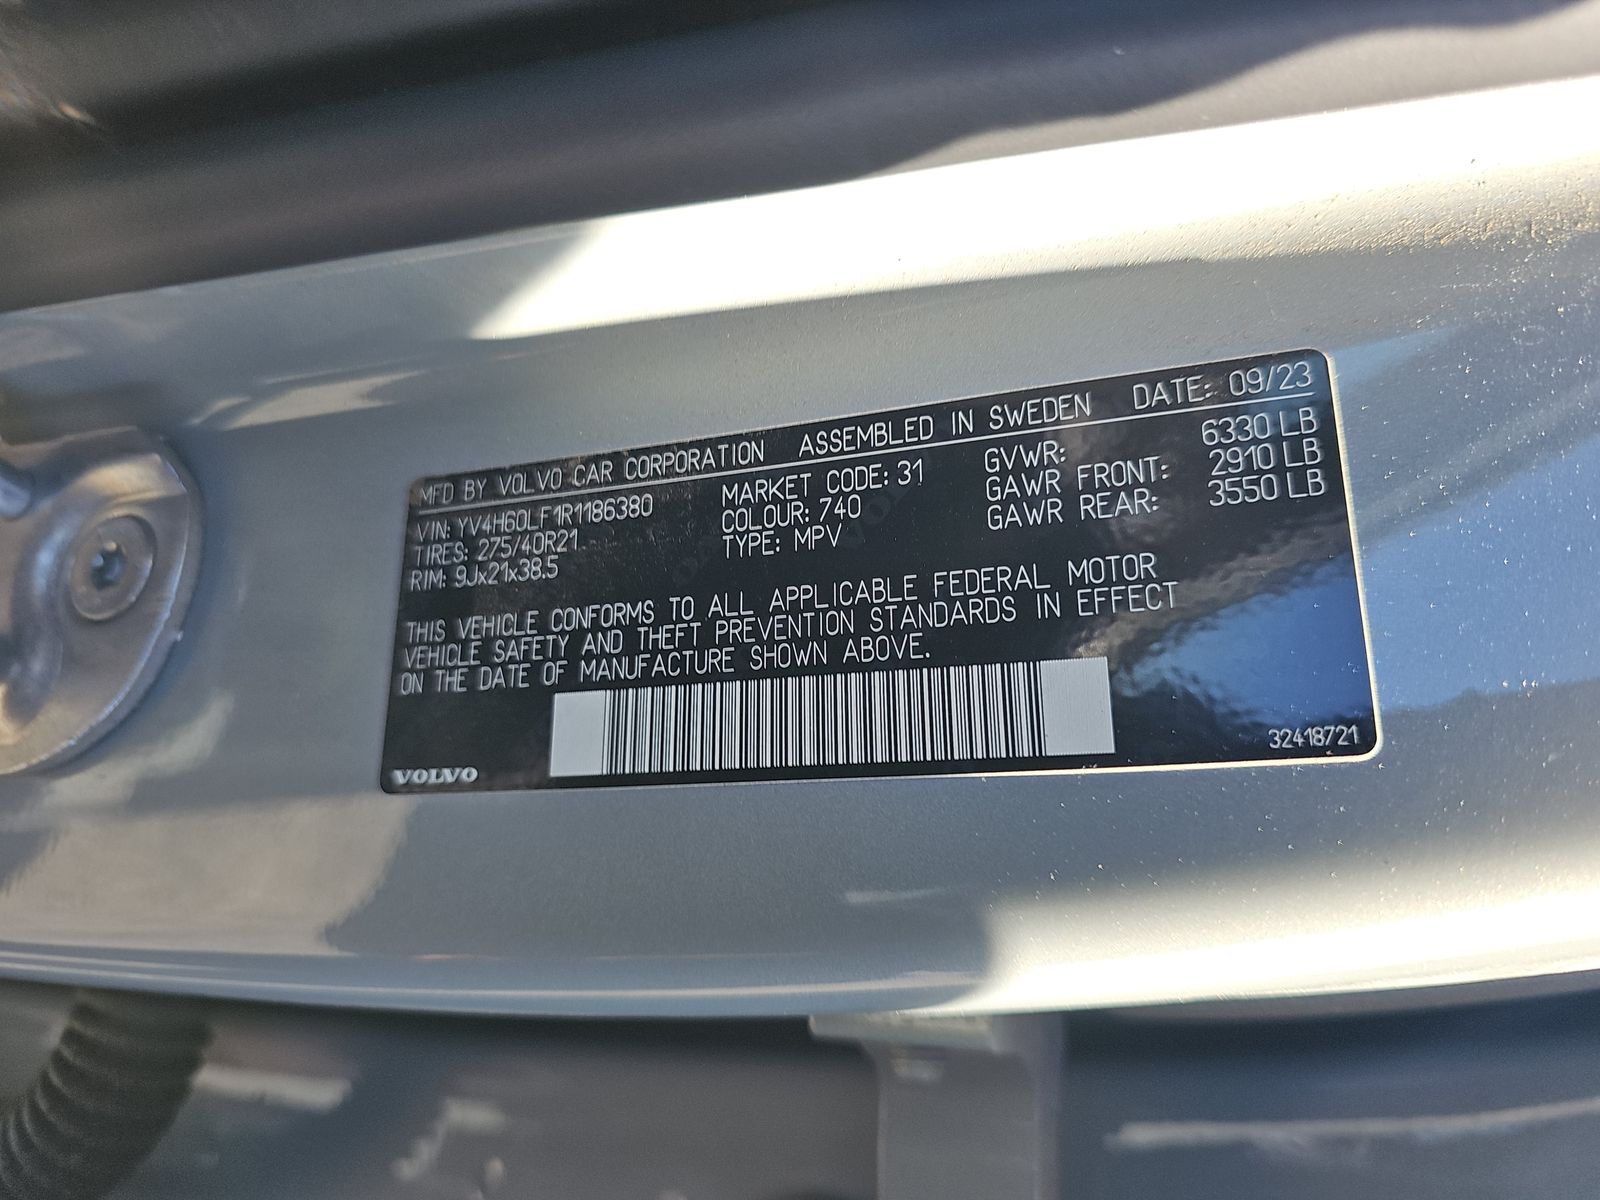 MFD BY VOLVO CAR CORPORATION ASSEMBLED IN SWEDEN DATE: 09/23
VIN: YV4H60LF1R1186380 MARKET CODE: 31 GVWR: 6330 LB
TIRES: 275/40R21 COLOUR: 740 GAWR FRONT: 2910 LB
RIM: 9Jx21x38.5 TYPE: MPV GAWR REAR: 3550 LB
THIS VEHICLE CONFORMS TO ALL APPLICABLE FEDERAL MOTOR
VEHICLE SAFETY AND THEFT PREVENTION STANDARDS IN EFFECT
ON THE DATE OF MANUFACTURE SHOWN ABOVE.
VOLVO 32418721